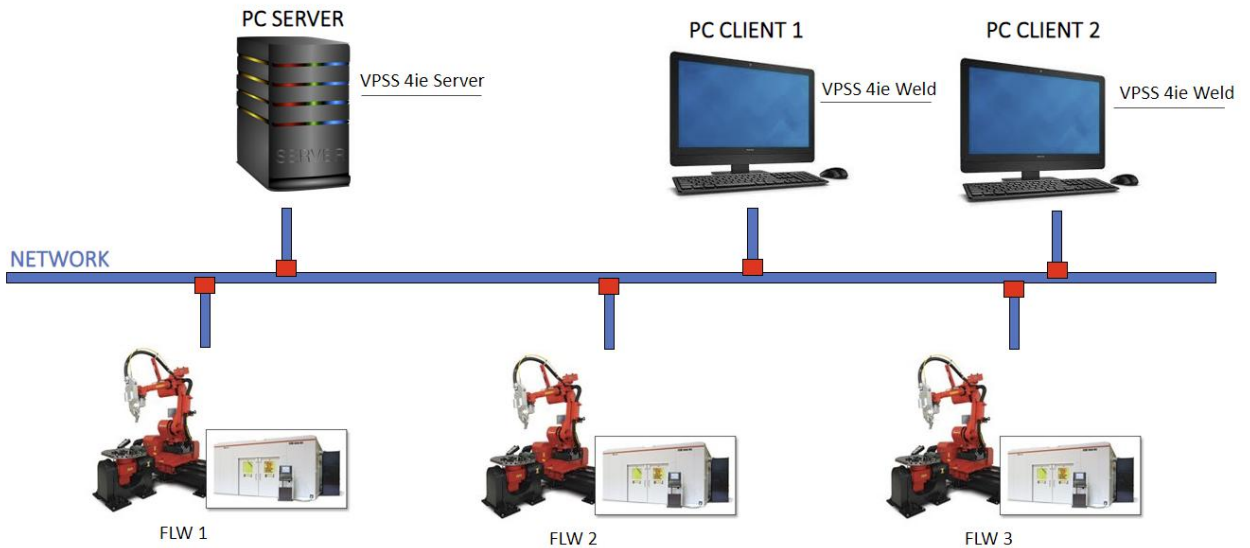 PC SERVER
VPSS 4ie Server
PC CLIENT 1
VPSS 4ie Weld
PC CLIENT 2
VPSS 4ie Weld
SERVER
NETWORK
FLW 1
FLW 2
FLW 3